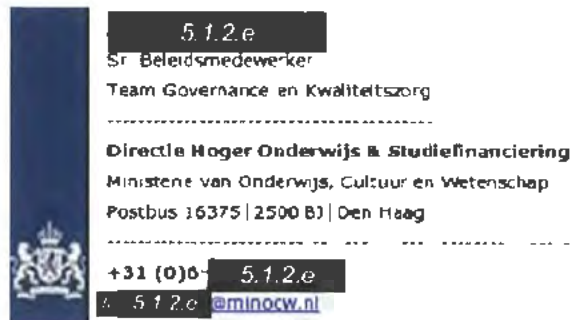 5.1.2.e
Sr. Beleidsmedewerker
Team Governance en Kwaliteitszorg
Directie Hoger Onderwijs & Studiefinanciering
Ministerie van Onderwijs, Cultuur en Wetenschap
Postbus 16375 | 2500 BJ | Den Haag
+31 (0)6 5.1.2.e
5.1.2.e @minocw.nl